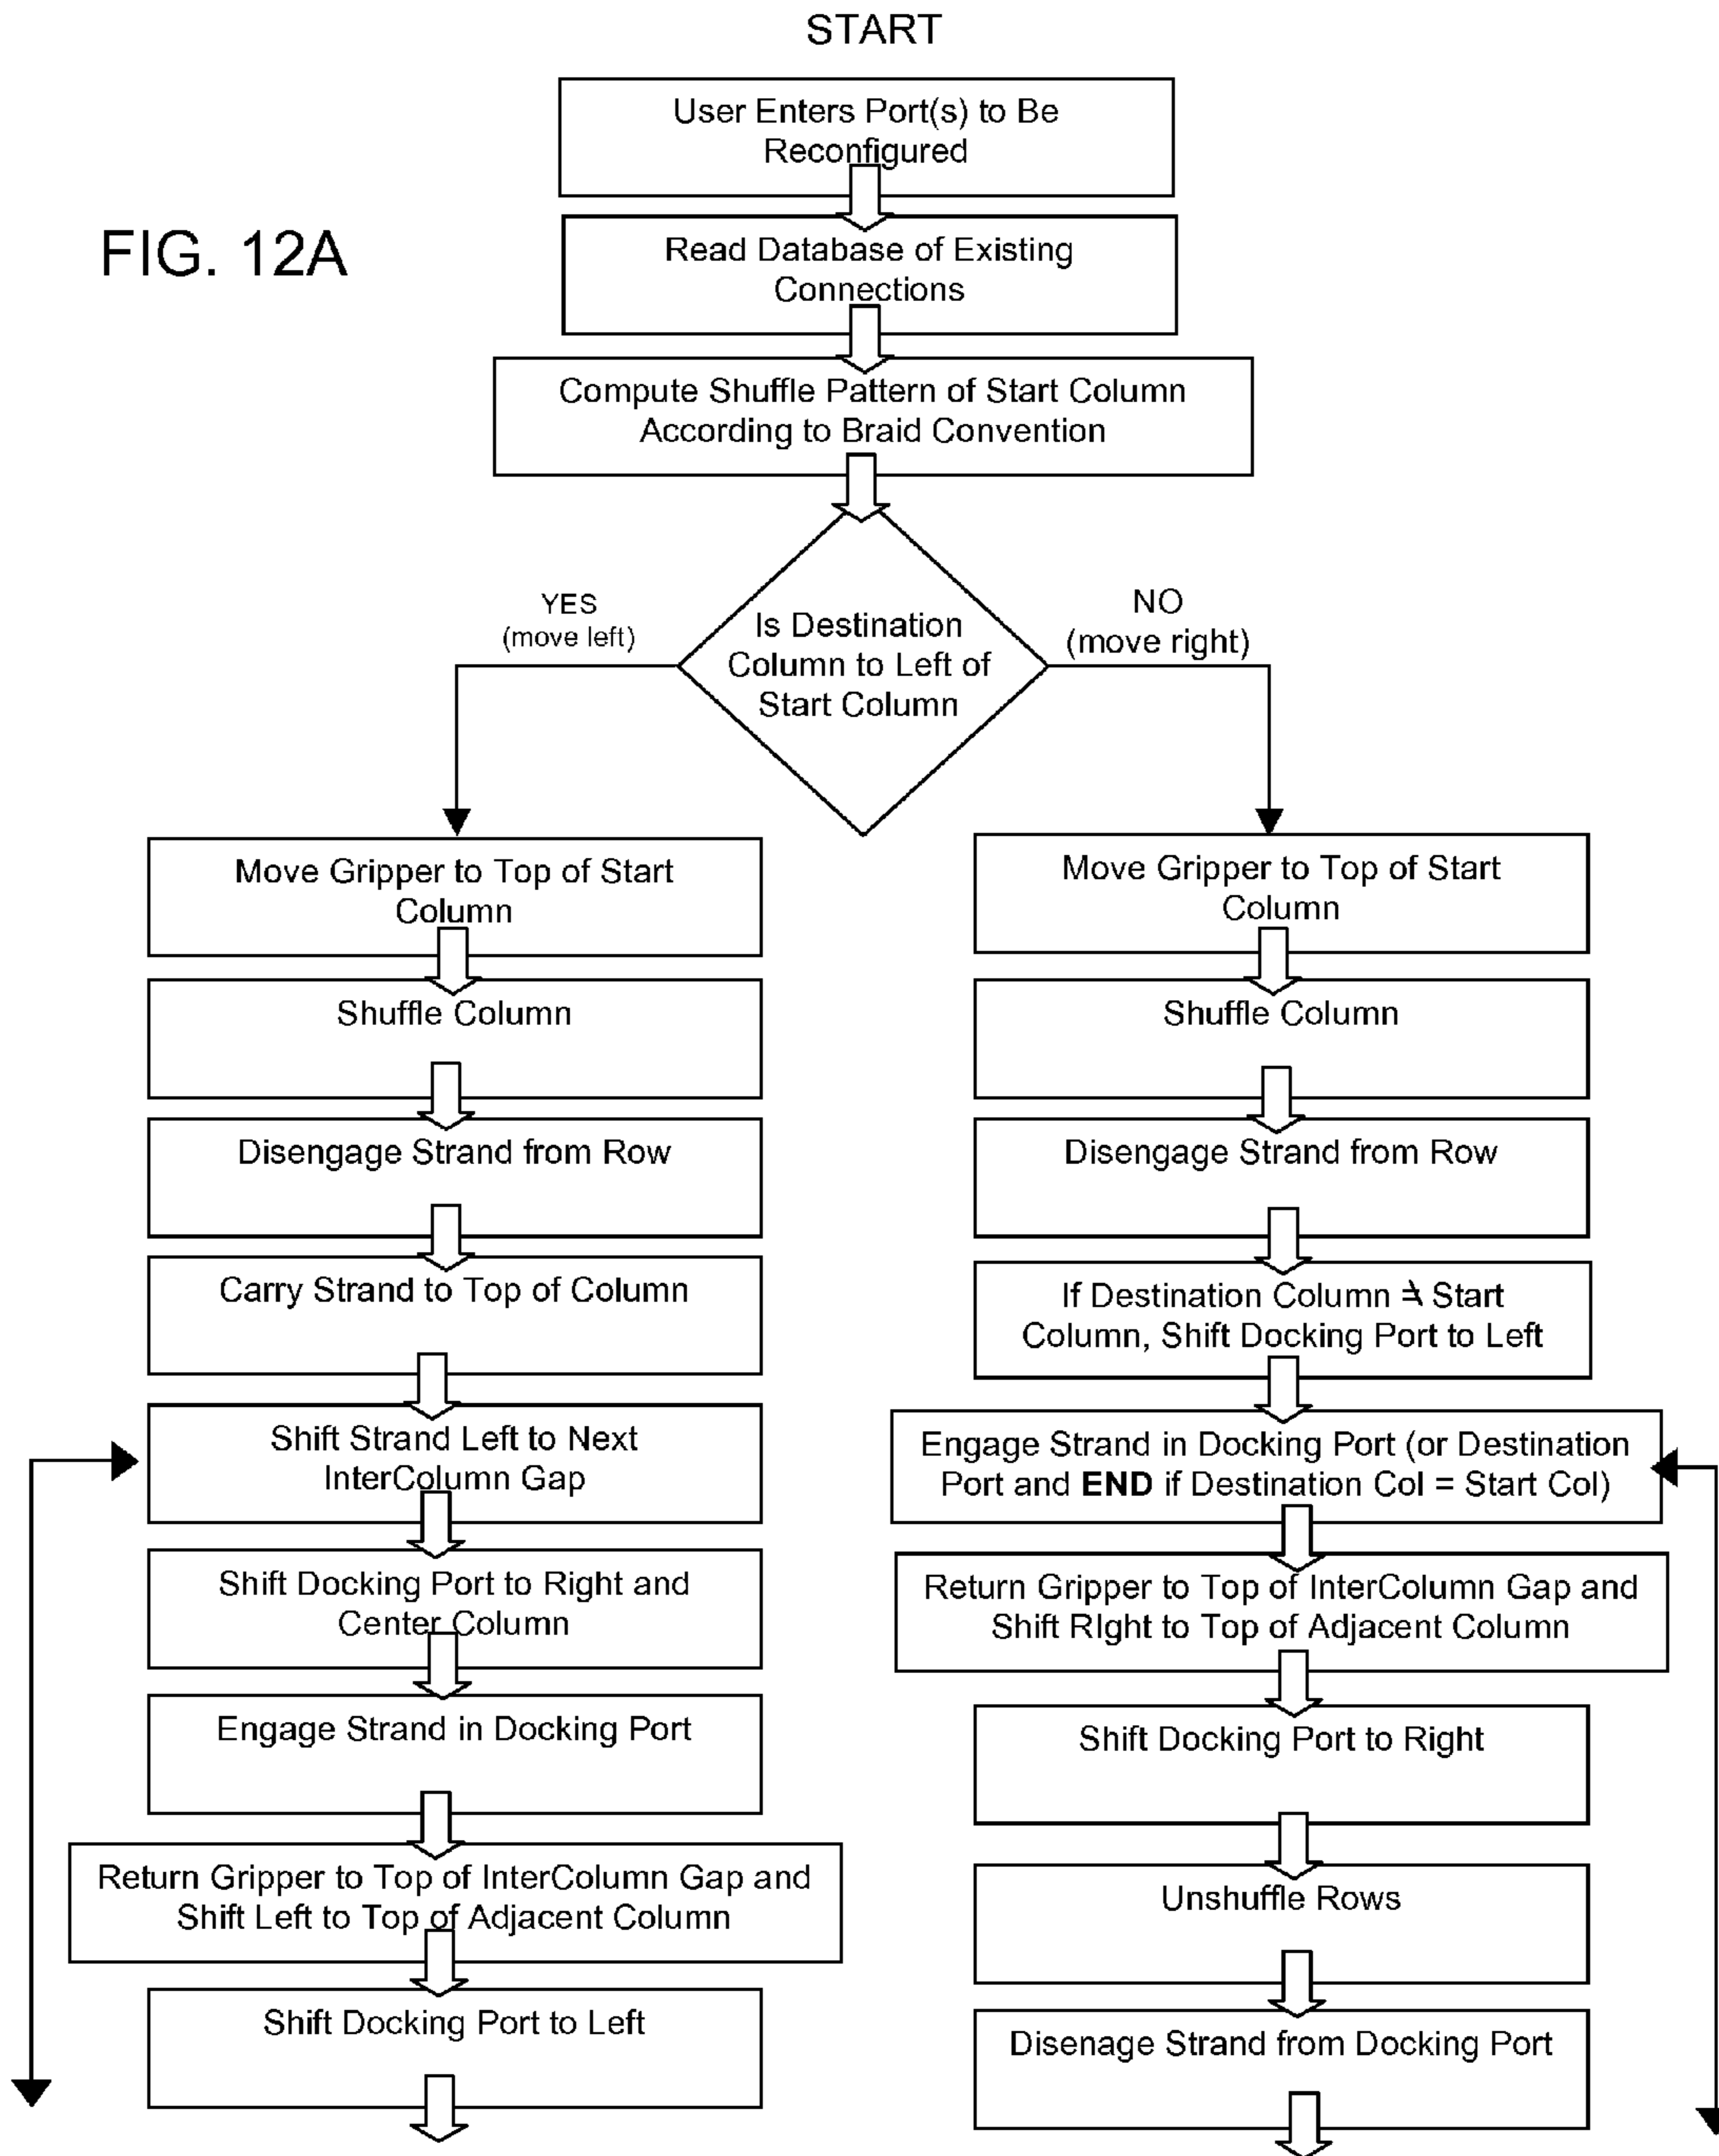 START
User Enters Port(s) to Be
Reconfigured
FIG. 12A
Read Database of Existing
Connections
Compute Shuffle Pattern of Start Column
According to Braid Convention
YES
(move left)
Is Destination
Column to Left of
Start Column
NO
(move right)
Move Gripper to Top of Start
Column
Shuffle Column
Disengage Strand from Row
Carry Strand to Top of Column
Shift Strand Left to Next
InterColumn Gap
Shift Docking Port to Right and
Center Column
Engage Strand in Docking Port
Return Gripper to Top of InterColumn Gap and
Shift Left to Top of Adjacent Column
Shift Docking Port to Left
Move Gripper to Top of Start
Column
Shuffle Column
Disengage Strand from Row
If Destination Column ≠ Start
Column, Shift Docking Port to Left
Engage Strand in Docking Port (or Destination
Port and END if Destination Col = Start Col)
Return Gripper to Top of InterColumn Gap and
Shift RIght to Top of Adjacent Column
Shift Docking Port to Right
Unshuffle Rows
Disenage Strand from Docking Port